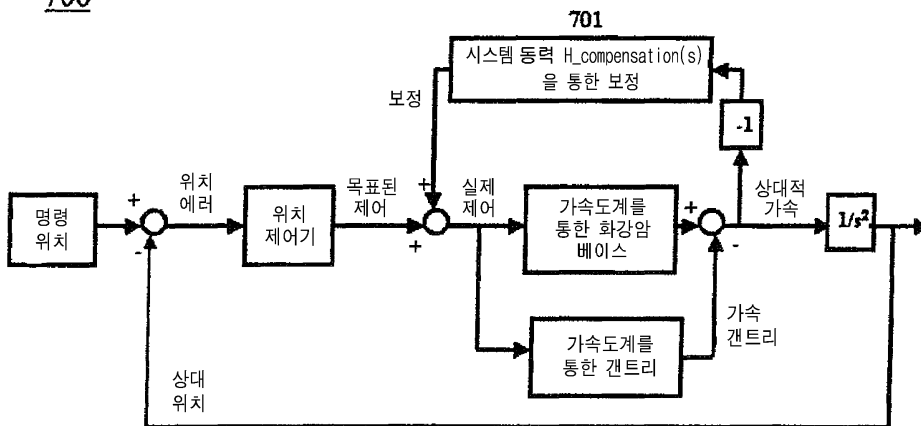 700
701
시스템 동력 H_compensation(s)
을 통한 보정
보정
-1
+
위치
에러
목표된
제어
+
실제
제어
상대적
가속
명령
위치
-
위치
제어기
+
가속도계를
통한 화강암
베이스
+
-
1/s²
가속도계를
통한 갠트리
가속
갠트리
상대
위치